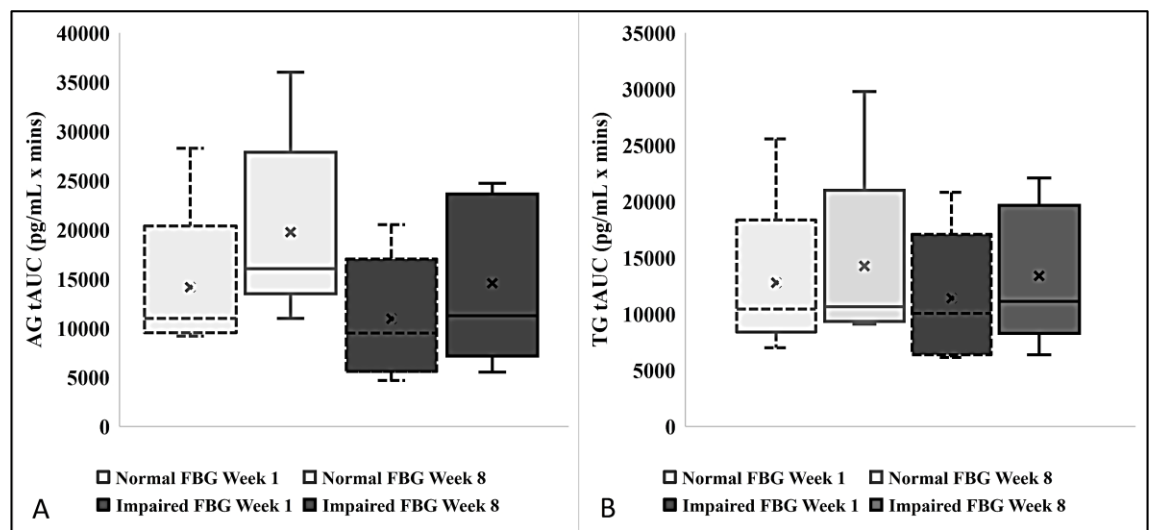 AG tAUC (pg/mL x mins)
40000
35000
30000
25000
20000
15000
10000
5000
0
Normal FBG Week 1 Normal FBG Week 8
Impaired FBG Week 1 Impaired FBG Week 8
A
TG tAUC (pg/mL x mins)
35000
30000
25000
20000
15000
10000
5000
0
Normal FBG Week 1 Normal FBG Week 8
Impaired FBG Week 1 Impaired FBG Week 8
B